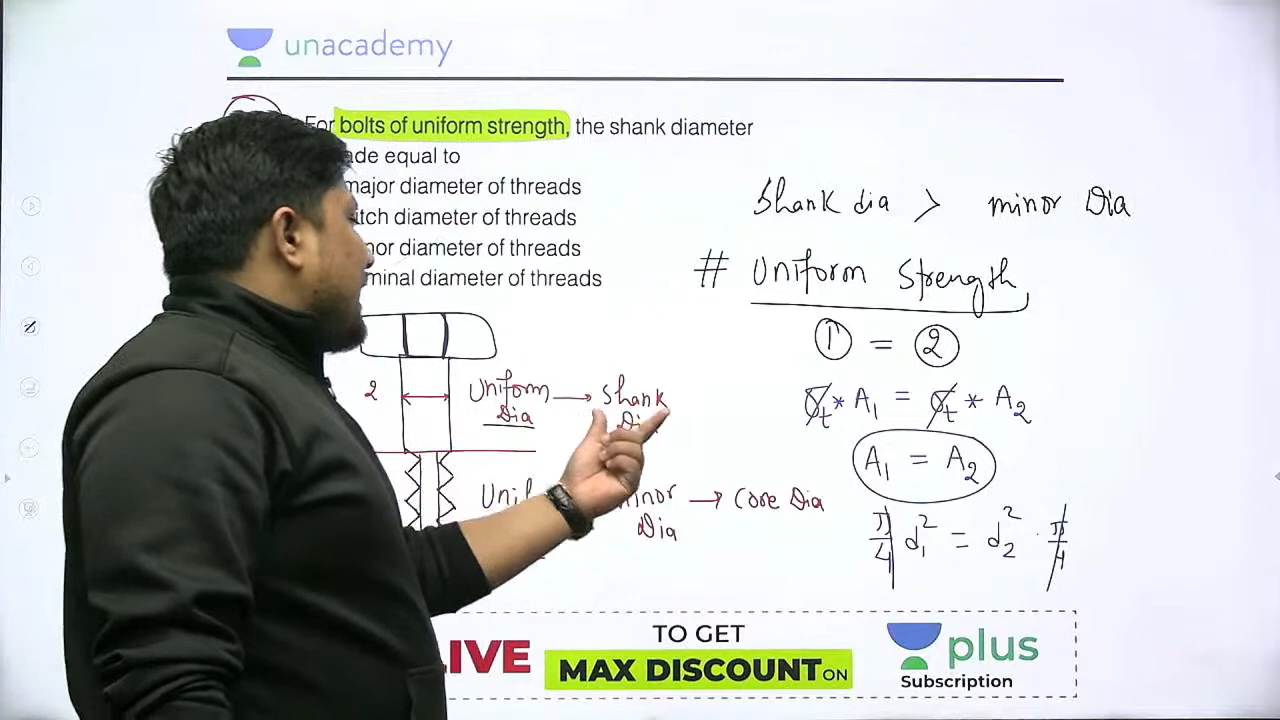 unacademy
For bolts of uniform strength, the shank diameter
ade equal to
major diameter of threads
itch diameter of threads
nor diameter of threads
minal diameter of threads
Shank dia > minor Dia
# Uniform Strength
① = ②
σt * A1 = σt * A2
A1 = A2
π/4 d1² = d2² · π/4
2 Uniform Dia → Shank
Unif minor Dia → Core Dia
LIVE
TO GET
MAX DISCOUNT ON
plus
Subscription